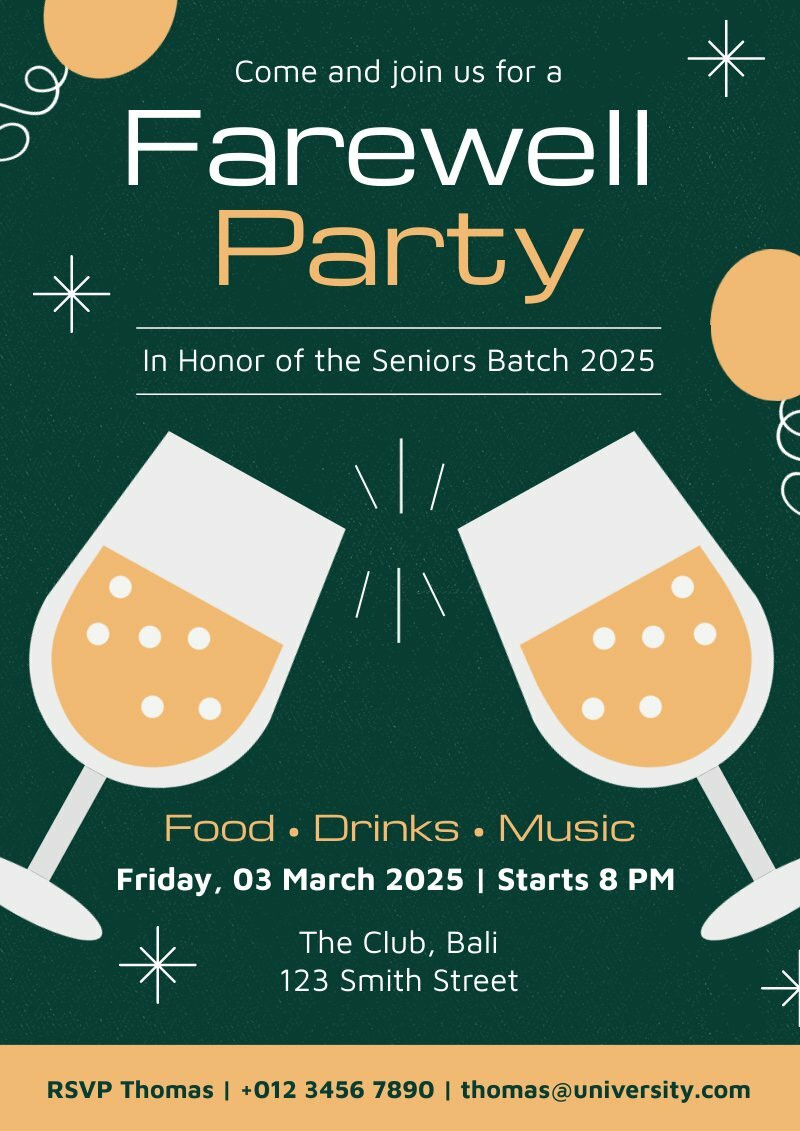 Come and join us for a
Farewell
Party
In Honor of the Seniors Batch 2025
Food • Drinks • Music
Friday, 03 March 2025 | Starts 8 PM
The Club, Bali
123 Smith Street
RSVP Thomas | +012 3456 7890 | thomas@university.com